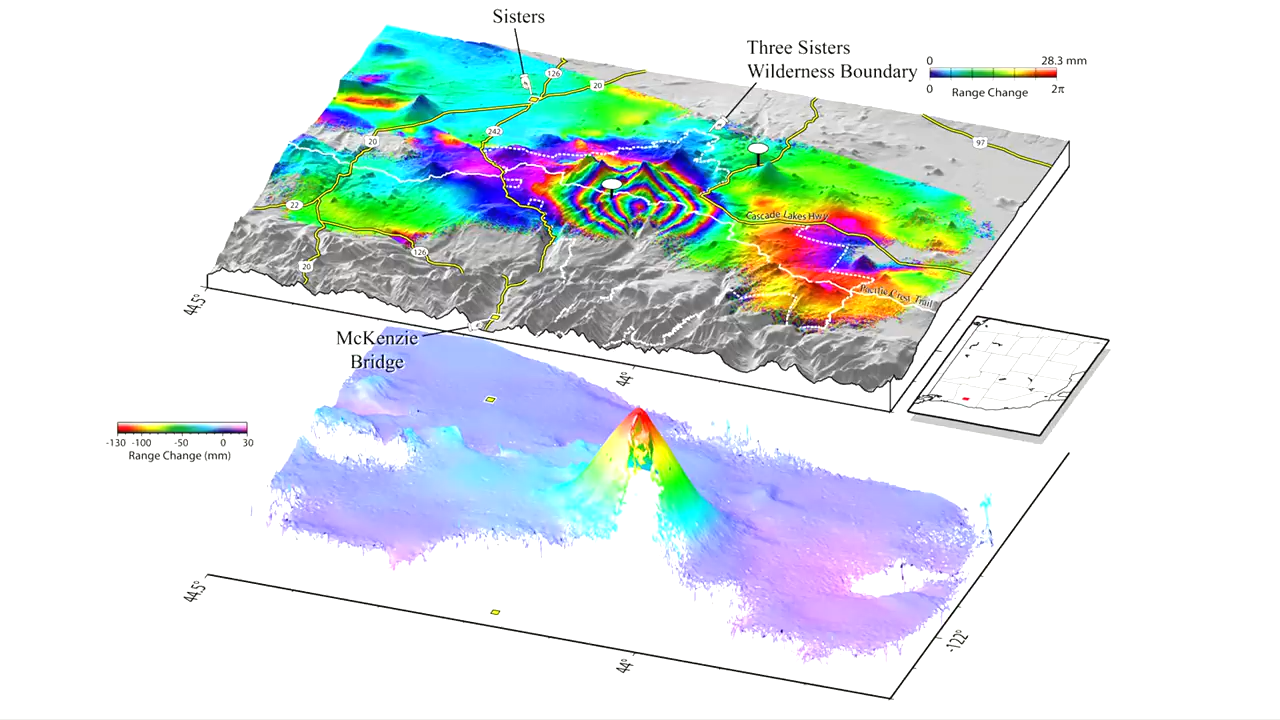 Sisters
Three Sisters
Wilderness Boundary
0 28.3 mm
0 2π
Range Change
126
20
242
97
20
22
Cascade Lakes Hwy
126
20
Pacific Crest Trail
44.5°
McKenzie
Bridge
44°
-130 -100 -50 0 30
Range Change (mm)
44.5°
44°
-122°